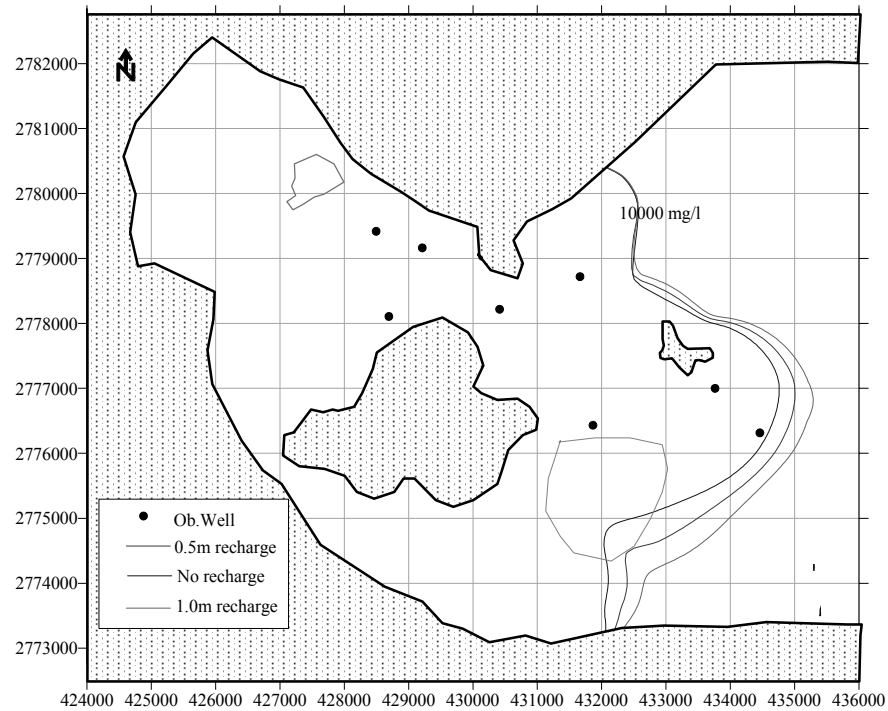 2782000
N
2781000
2780000
10000 mg/l
2779000
2778000
2777000
2776000
2775000
Ob.Well
0.5m recharge
2774000
No recharge
1.0m recharge
2773000
424000 425000 426000 427000 428000 429000 430000 431000 432000 433000 434000 435000 436000